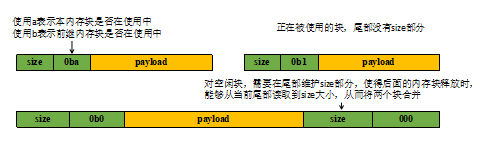 使用a表示本内存块是否在使用中
使用b表示前继内存块是否在使用中
正在被使用的块，尾部没有size部分
size 0ba payload
size 0b1 payload
对空闲块，需要在尾部维护size部分，使得后面的内存块释放时，
能够从当前尾部读取到size大小，从而将两个块合并
size 0b0 payload size 000